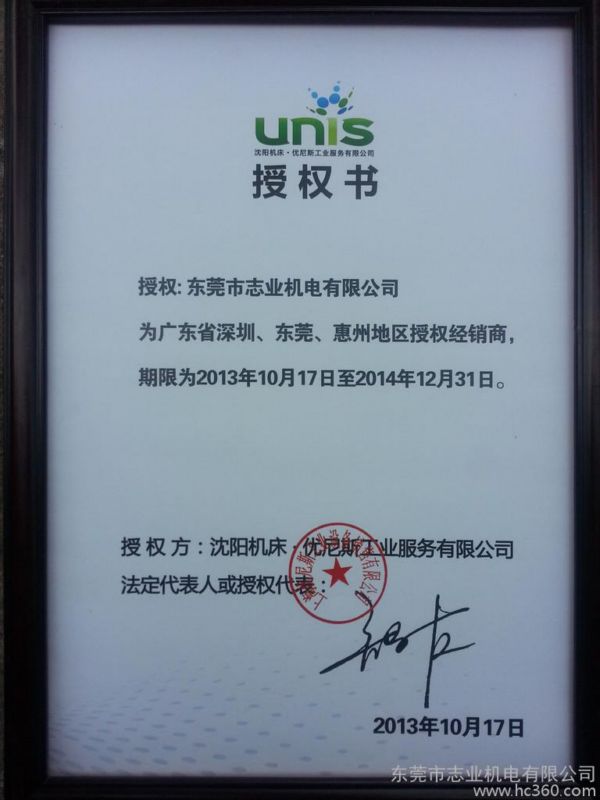 unis
沈阳机床·优尼斯工业服务有限公司
授权书
授权: 东莞市志业机电有限公司
为广东省深圳、东莞、惠州地区授权经销商，
期限为2013年10月17日至2014年12月31日。
授 权 方：沈阳机床·优尼斯工业服务有限公司
法定代表人或授权代表：
2013年10月17日
东莞市志业机电有限公司
www.hc360.com